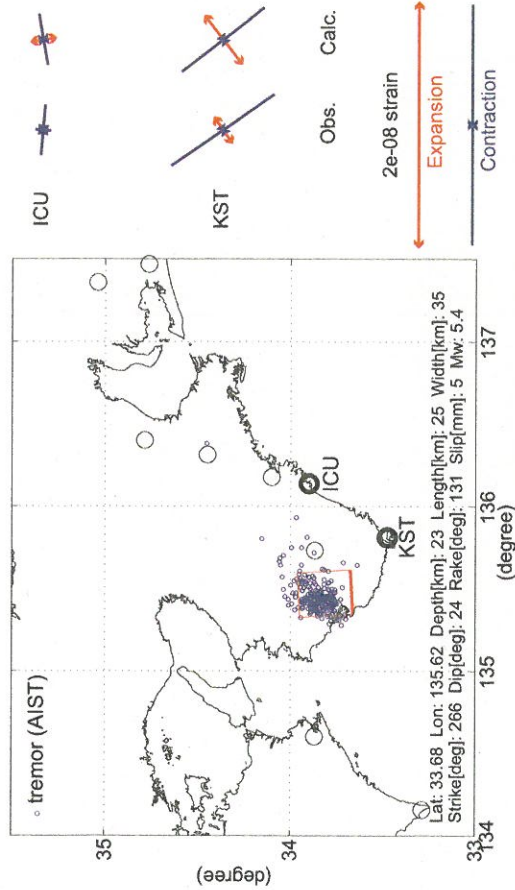 tremor (AIST)
35
34
33
(degree)
134
135
136
137
(degree)
ICU
KST
Lat: 33.68 Lon: 135.62 Depth[km]: 23 Length[km]: 25 Width[km]: 35
Strike[deg]: 266 Dip[deg]: 24 Rake[deg]: 131 Slip[mm]: 5 Mw: 5.4
ICU
KST
Obs.
Calc.
2e-08 strain
Expansion
Contraction